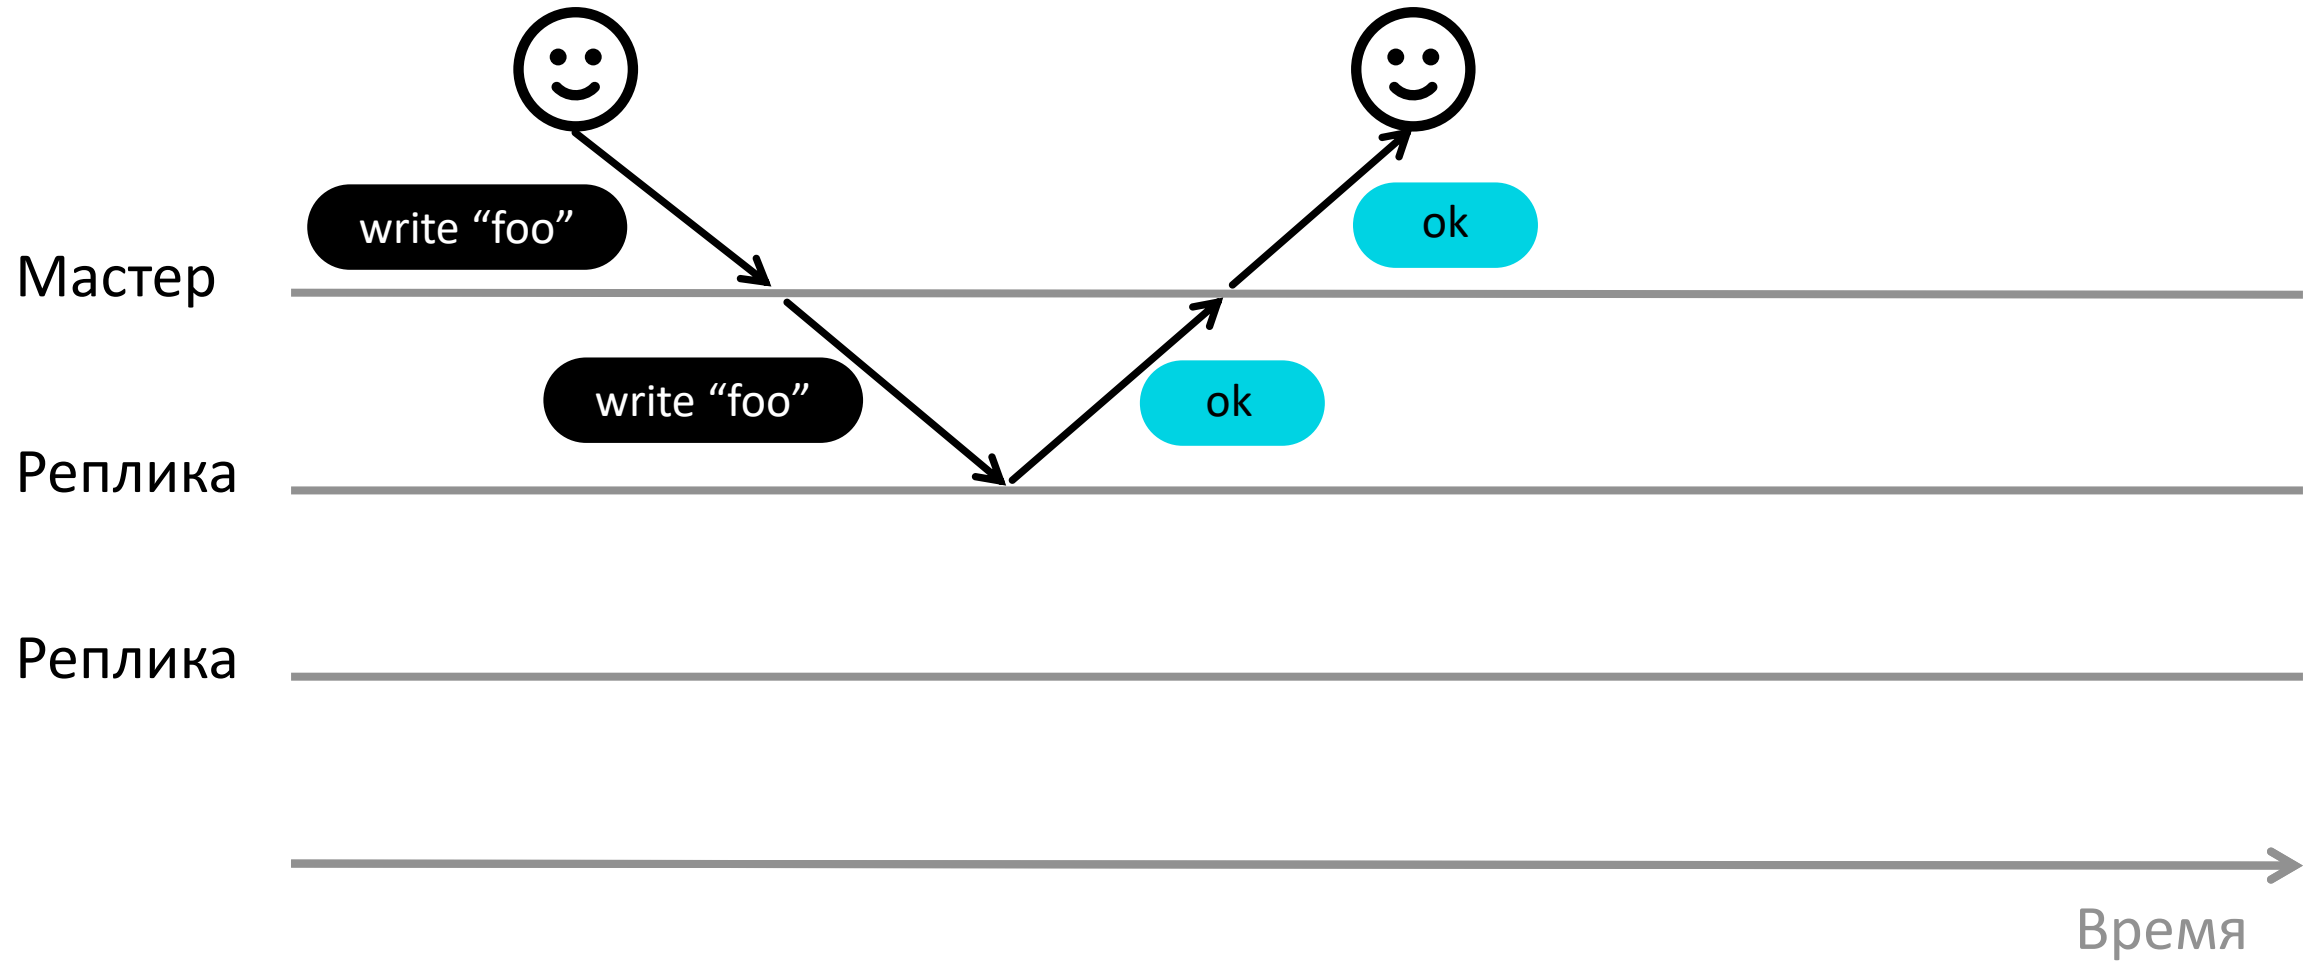 write “foo”
ok
Мастер
write “foo”
ok
Реплика
Реплика
Время